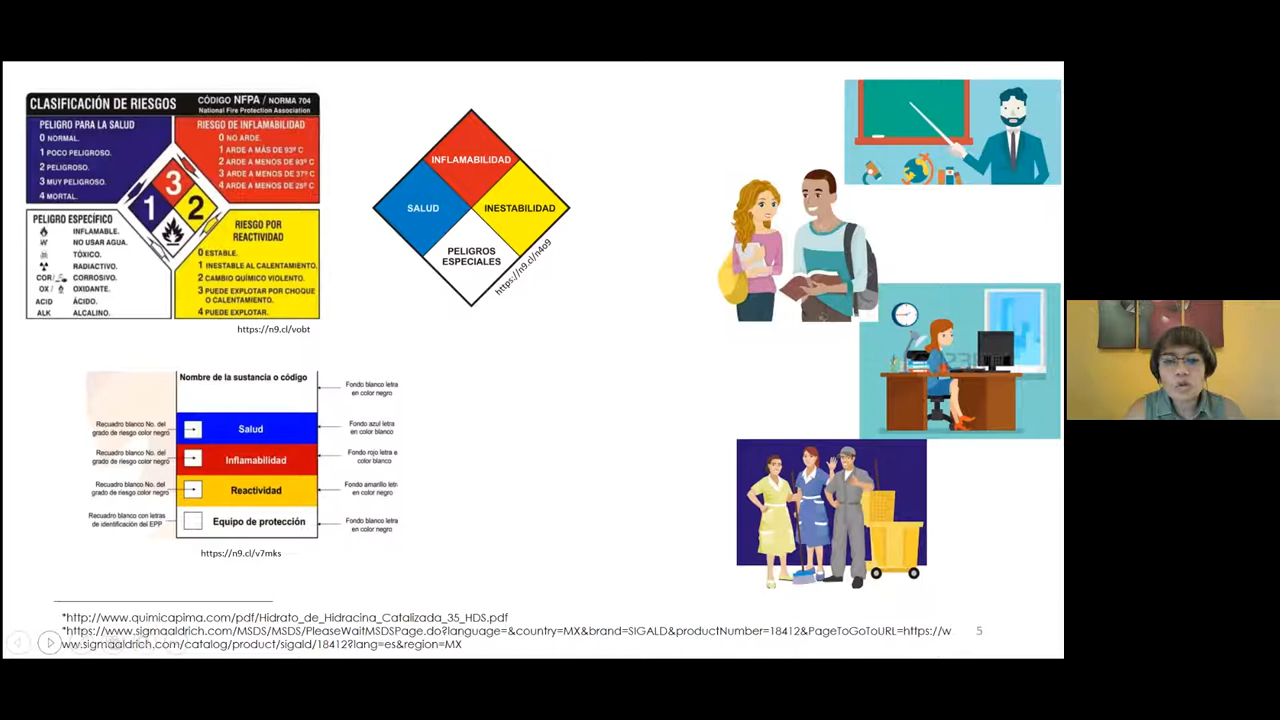 CLASIFICACIÓN DE RIESGOS
CÓDIGO NFPA / NORMA 704
National Fire Protection Association
PELIGRO PARA LA SALUD
0 NORMAL.
1 POCO PELIGROSO.
2 PELIGROSO.
3 MUY PELIGROSO.
4 MORTAL.
RIESGO DE INFLAMABILIDAD
0 NO ARDE.
1 ARDE A MÁS DE 93º C
2 ARDE A MENOS DE 93º C
3 ARDE A MENOS DE 37º C
4 ARDE A MENOS DE 25º C
3
1
2
PELIGRO ESPECÍFICO
INFLAMABLE.
W NO USAR AGUA.
TÓXICO.
RADIACTIVO.
COR/ CORROSIVO.
OX / OXIDANTE.
ACID ÁCIDO.
ALK ALCALINO.
RIESGO POR
REACTIVIDAD
0 ESTABLE.
1 INESTABLE AL CALENTAMIENTO.
2 CAMBIO QUÍMICO VIOLENTO.
3 PUEDE EXPLOTAR POR CHOQUE
O CALENTAMIENTO.
4 PUEDE EXPLOTAR.
https://n9.cl/vobt
INFLAMABILIDAD
SALUD
INESTABILIDAD
PELIGROS
ESPECIALES
https://n9.cl/n4o9
Nombre de la sustancia o código
Fondo blanco letra
en color negro
Recuadro blanco No. del
grado de riesgo color negro
Salud
Fondo azul letra
en color blanco
Recuadro blanco No. del
grado de riesgo color negro
Inflamabilidad
Fondo rojo letra e
color blanco
Recuadro blanco No. del
grado de riesgo color negro
Reactividad
Fondo amarillo letra
en color negro
Recuadro blanco con letras
de identificación del EPP
Equipo de protección
Fondo blanco letra
en color negro
https://n9.cl/v7mks
*http://www.quimicapima.com/pdf/Hidrato_de_Hidracina_Catalizada_35_HDS.pdf
*https://www.sigmaaldrich.com/MSDS/MSDS/PleaseWaitMSDSPage.do?language=&country=MX&brand=SIGALD&productNumber=18412&PageToGoToURL=https://w
ww.sigmaaldrich.com/catalog/product/sigald/18412?lang=es&region=MX
5